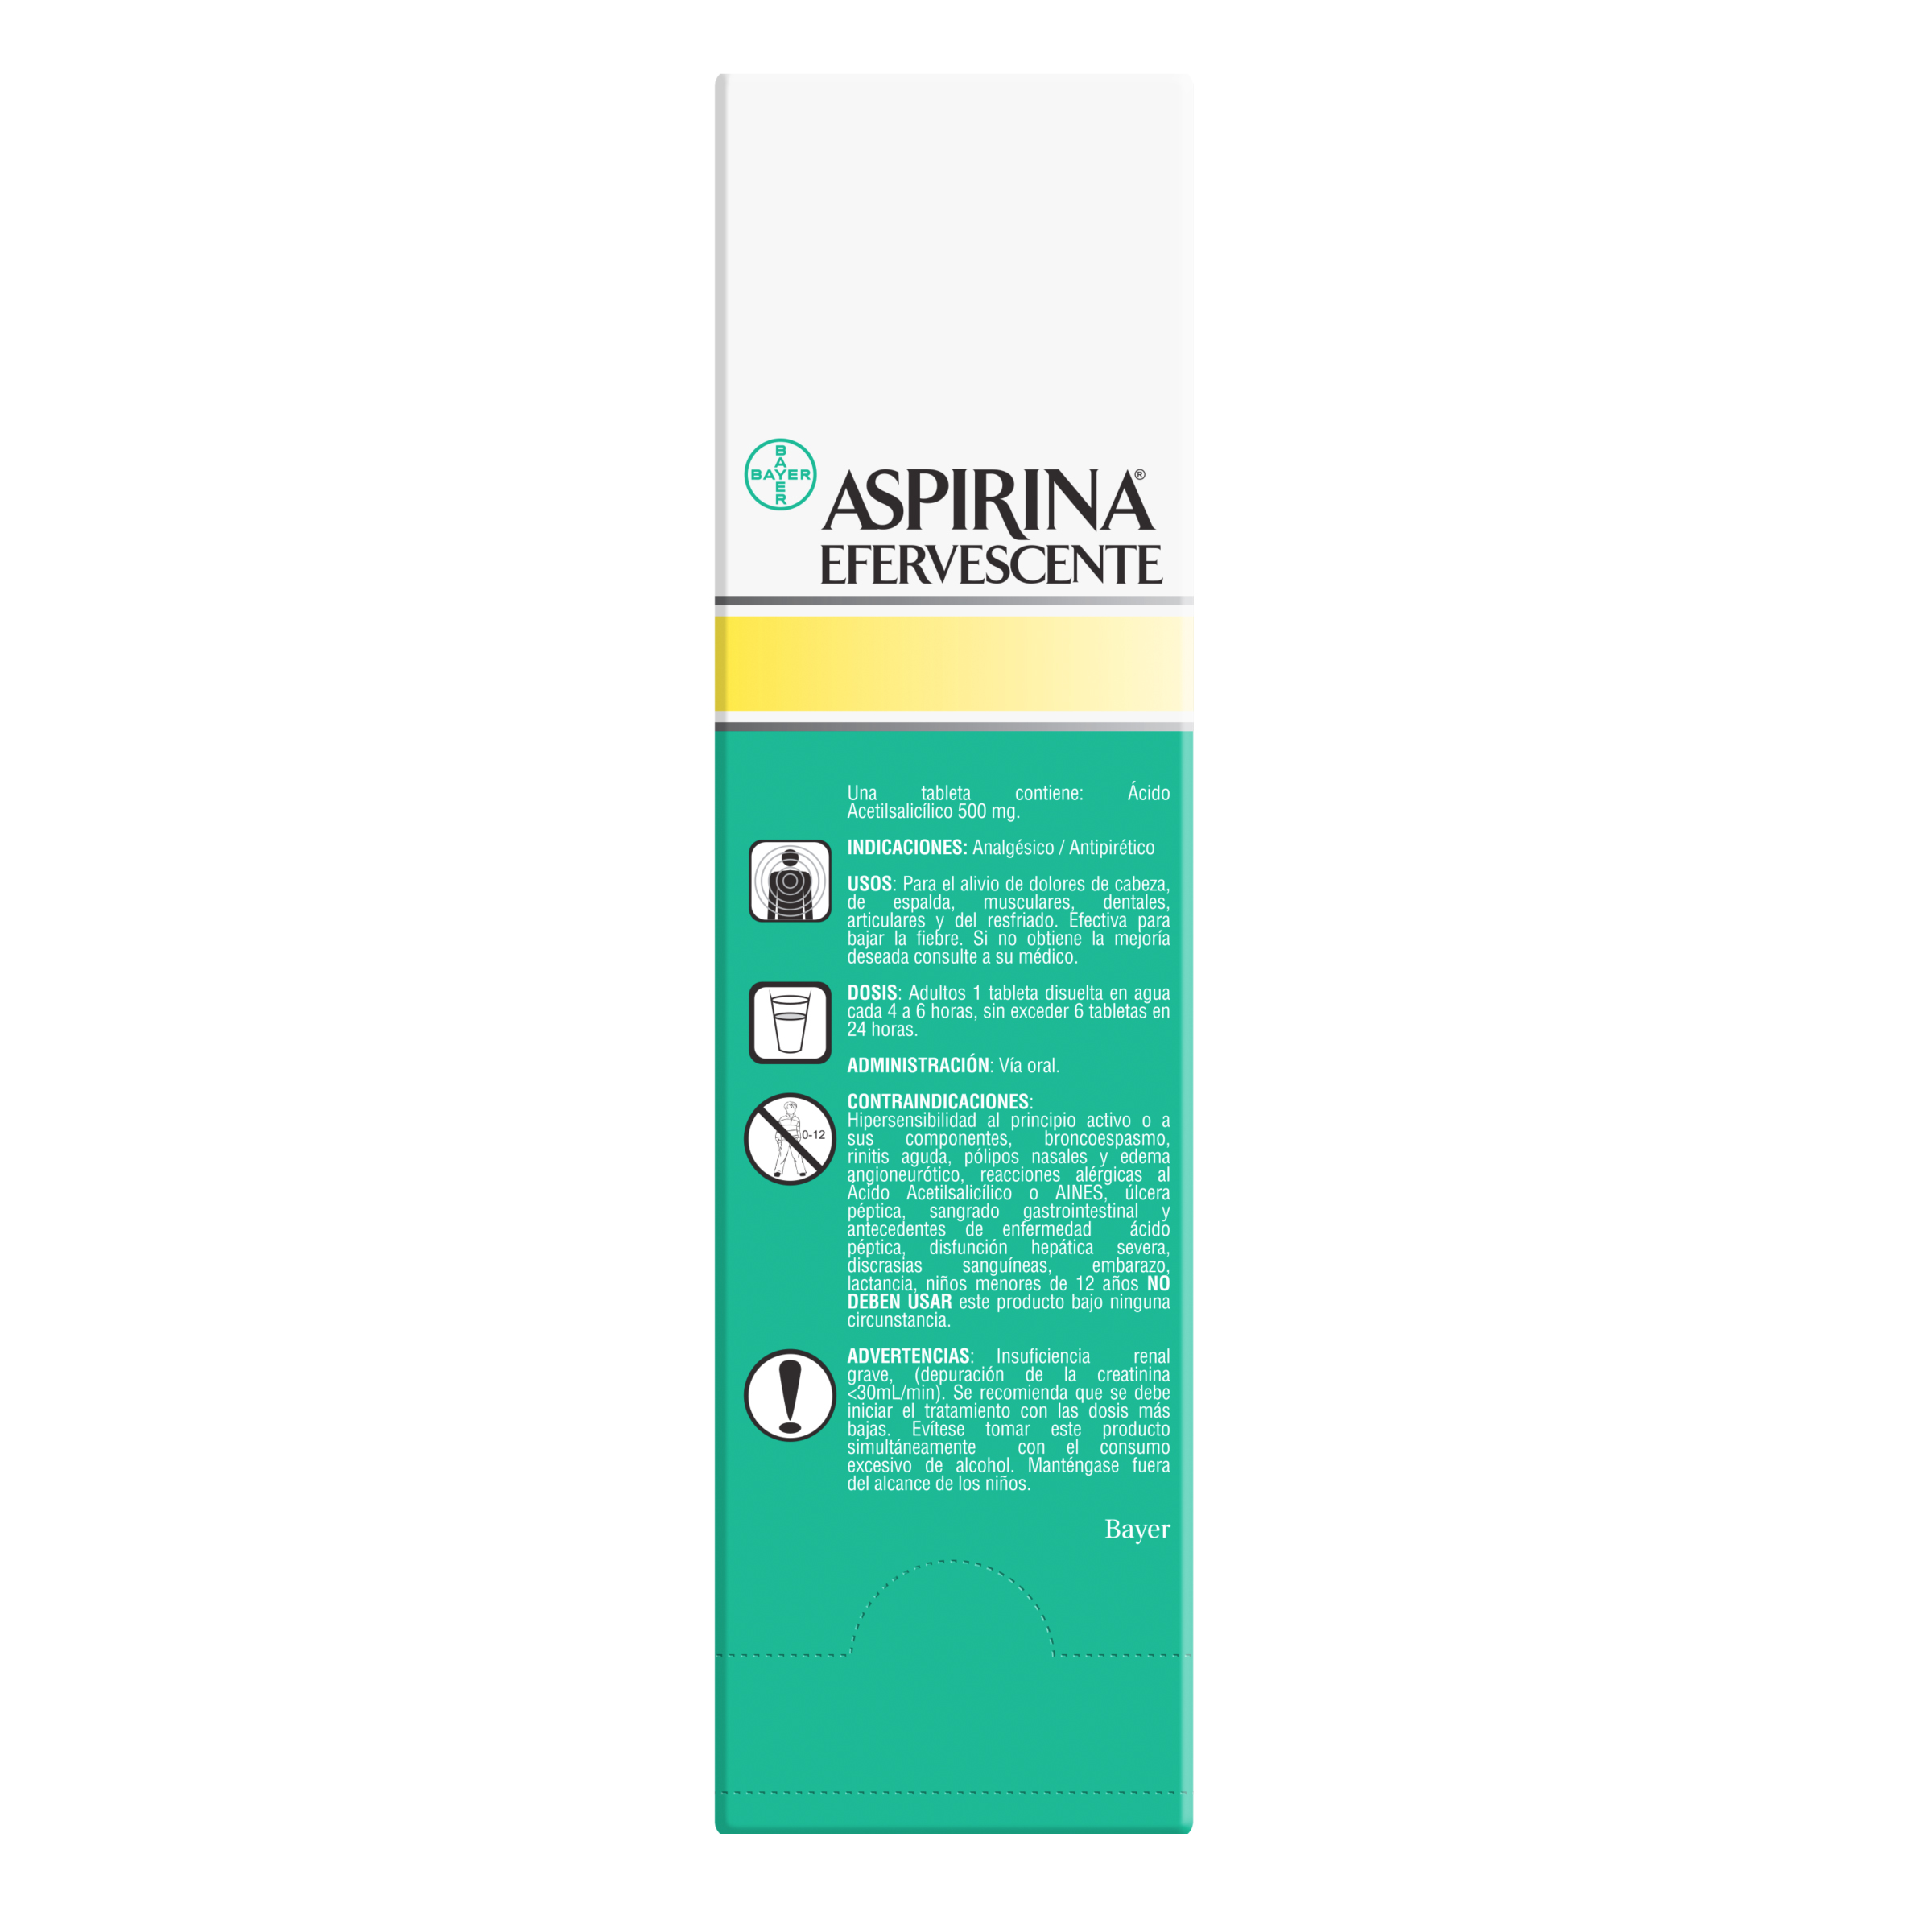 BAYER
BAYER
ASPIRINA®
EFERVESCENTE
Una tableta contiene: Ácido
Acetilsalicílico 500 mg.
INDICACIONES: Analgésico / Antipirético
USOS: Para el alivio de dolores de cabeza,
de espalda, musculares, dentales,
articulares y del resfriado. Efectiva para
bajar la fiebre. Si no obtiene la mejoría
deseada consulte a su médico.
DOSIS: Adultos 1 tableta disuelta en agua
cada 4 a 6 horas, sin exceder 6 tabletas en
24 horas.
ADMINISTRACIÓN: Vía oral.
0-12
CONTRAINDICACIONES:
Hipersensibilidad al principio activo o a
sus componentes, broncoespasmo,
rinitis aguda, pólipos nasales y edema
angioneurótico, reacciones alérgicas al
Ácido Acetilsalicílico o AINES, úlcera
péptica, sangrado gastrointestinal y
antecedentes de enfermedad ácido
péptica, disfunción hepática severa,
discrasias sanguíneas, embarazo,
lactancia, niños menores de 12 años NO
DEBEN USAR este producto bajo ninguna
circunstancia.
ADVERTENCIAS: Insuficiencia renal
grave, (depuración de la creatinina
<30mL/min). Se recomienda que se debe
iniciar el tratamiento con las dosis más
bajas. Evítese tomar este producto
simultáneamente con el consumo
excesivo de alcohol. Manténgase fuera
del alcance de los niños.
Bayer